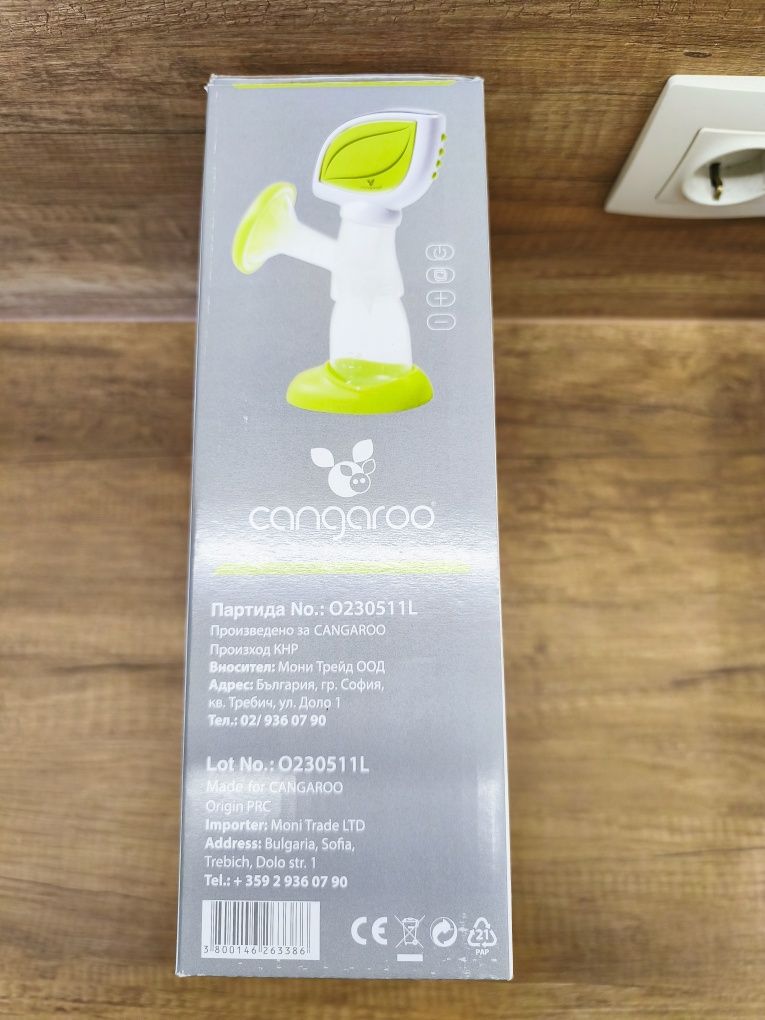 cangaroo
Партида No.: O230511L
Произведено за CANGAROO
Произход КНР
Вносител: Мони Трейд ООД
Адрес: България, гр. София,
кв. Требич, ул. Доло 1
Тел.: 02/ 936 07 90
Lot No.: O230511L
Made for CANGAROO
Origin PRC
Importer: Moni Trade LTD
Address: Bulgaria, Sofia,
Trebich, Dolo str. 1
Tel.: + 359 2 936 07 90
3 800146 263386
CE
21
PAP